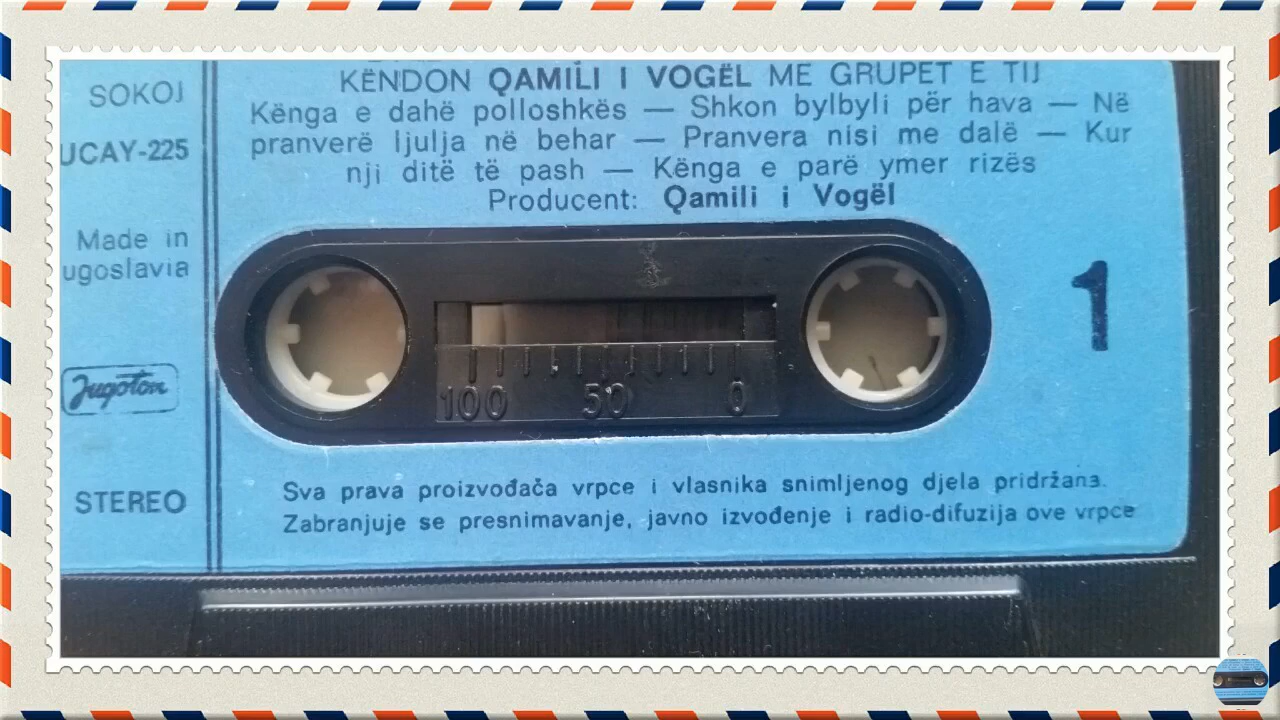 SOKOJ
UCAY-225
Made in
ugoslavia
Jugoton
STEREO
KËNDON QAMILI I VOGËL ME GRUPET E TIJ
Kënga e dahë polloshkës — Shkon bylbyli për hava — Në
pranverë ljulja në behar — Pranvera nisi me dalë — Kur
nji ditë të pash — Kënga e parë ymer rizës
Producent: Qamili i Vogël
1
100 50 0
Sva prava proizvođača vrpce i vlasnika snimljenog djela pridržana.
Zabranjuje se presnimavanje, javno izvođenje i radio-difuzija ove vrpce